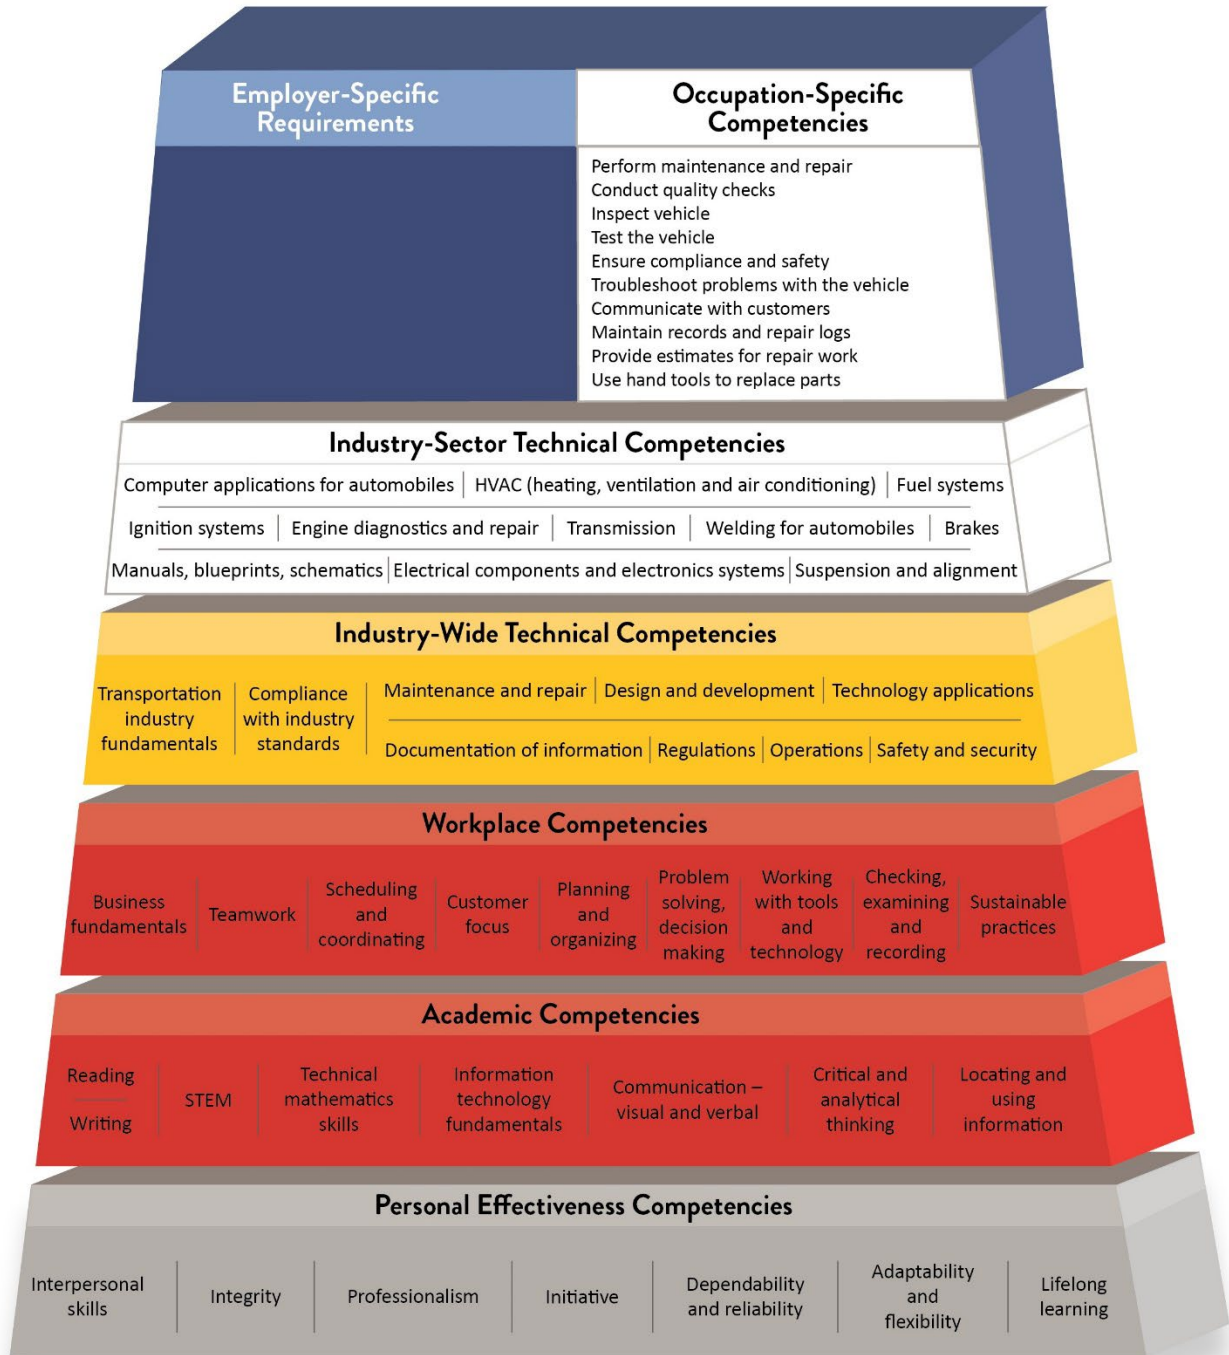 Employer-Specific
Requirements
Occupation-Specific
Competencies
Perform maintenance and repair
Conduct quality checks
Inspect vehicle
Test the vehicle
Ensure compliance and safety
Troubleshoot problems with the vehicle
Communicate with customers
Maintain records and repair logs
Provide estimates for repair work
Use hand tools to replace parts
Industry-Sector Technical Competencies
Computer applications for automobiles
HVAC (heating, ventilation and air conditioning)
Fuel systems
Ignition systems
Engine diagnostics and repair
Transmission
Welding for automobiles
Brakes
Manuals, blueprints, schematics
Electrical components and electronics systems
Suspension and alignment
Industry-Wide Technical Competencies
Transportation
industry
fundamentals
Compliance
with industry
standards
Maintenance and repair
Design and development
Technology applications
Documentation of information
Regulations
Operations
Safety and security
Workplace Competencies
Business
fundamentals
Teamwork
Scheduling
and
coordinating
Customer
focus
Planning
and
organizing
Problem
solving,
decision
making
Working
with tools
and
technology
Checking,
examining
and
recording
Sustainable
practices
Academic Competencies
Reading
Writing
STEM
Technical
mathematics
skills
Information
technology
fundamentals
Communication –
visual and verbal
Critical and
analytical
thinking
Locating and
using
information
Personal Effectiveness Competencies
Interpersonal
skills
Integrity
Professionalism
Initiative
Dependability
and reliability
Adaptability
and
flexibility
Lifelong
learning